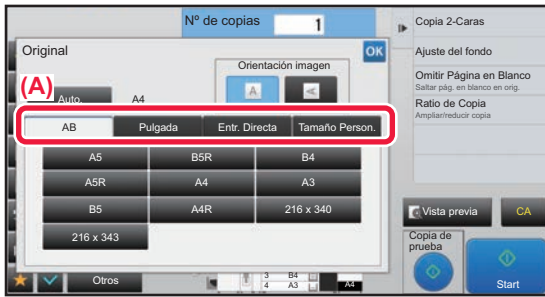 Nº de copias 1
Copia 2-Caras
Original
OK
Ajuste del fondo
Orientación imagen
Omitir Página en Blanco
Saltar pág. en blanco en orig.
(A)
Auto.
A4
A
A
Ratio de Copia
Ampliar/reducir copia
AB
Pulgada
Entr. Directa
Tamaño Person.
A5
B5R
B4
A5R
A4
A3
B5
A4R
216 x 340
216 x 343
Vista previa
CA
Copia de
prueba
Start
Otros
3 B4
4 A3
A4